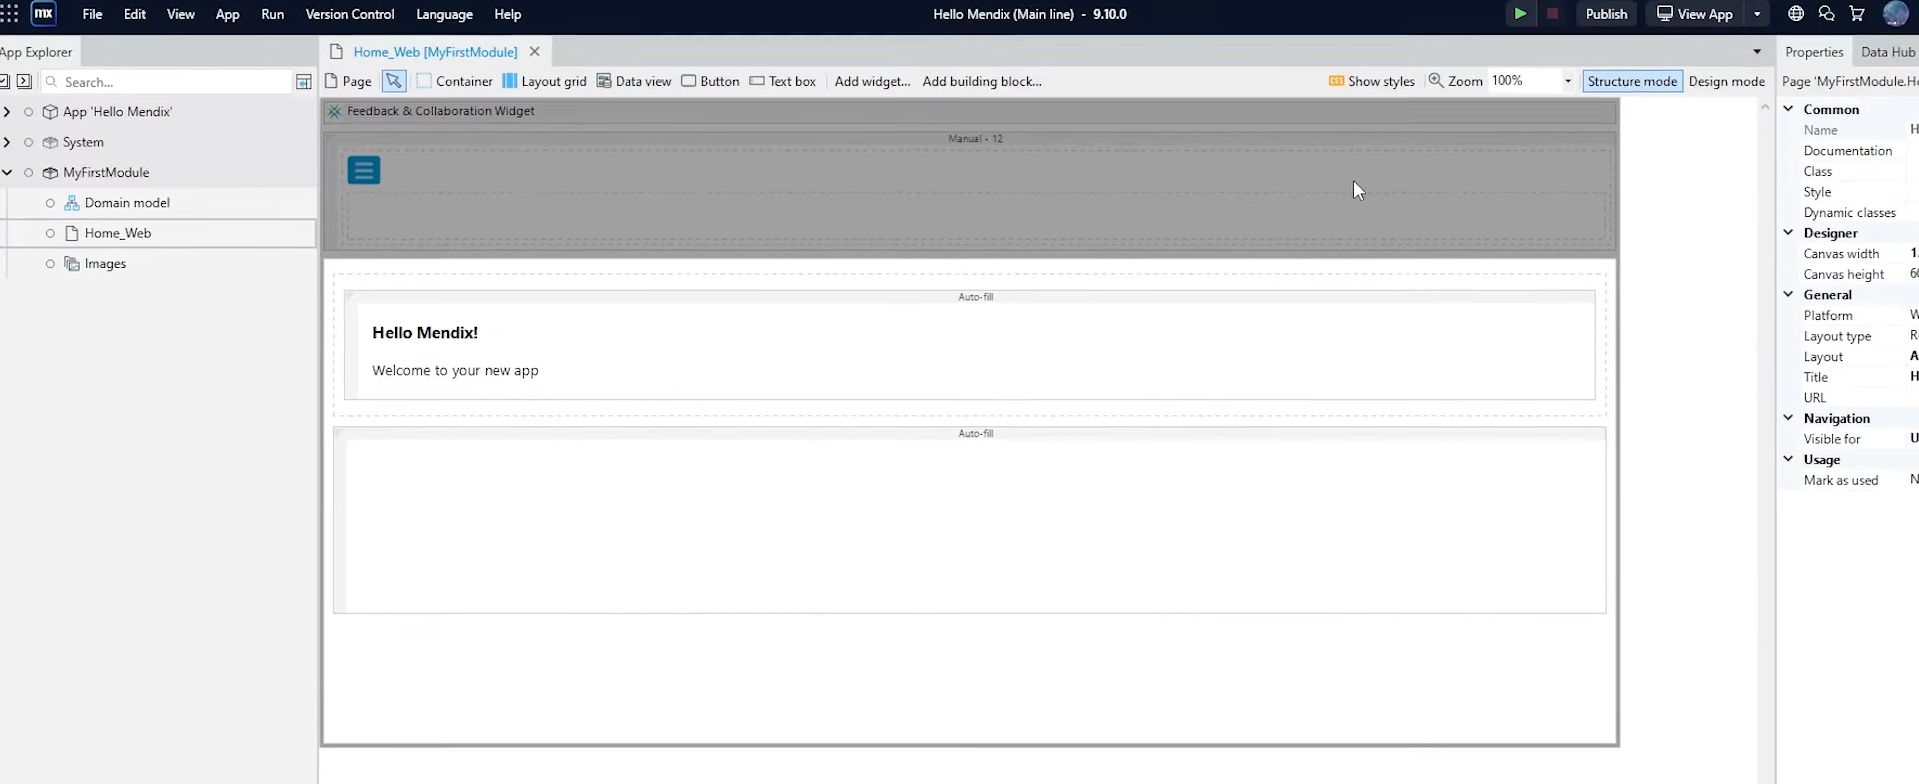 mx File Edit View App Run Version Control Language Help Hello Mendix (Main line) - 9.10.0 Publish View App
App Explorer Home_Web [MyFirstModule] Properties Data Hub
Search... Page Container Layout grid Data view Button Text box Add widget... Add building block... CSS Show styles Zoom 100% Structure mode Design mode Page 'MyFirstModule.Ho
App 'Hello Mendix'
System
MyFirstModule
Domain model
Home_Web
Images
Feedback & Collaboration Widget
Manual - 12
Auto-fill
Hello Mendix!
Welcome to your new app
Auto-fill
Common
Name H
Documentation
Class
Style
Dynamic classes
Designer
Canvas width 1.
Canvas height 60
General
Platform W
Layout type Re
Layout A
Title H
URL
Navigation
Visible for U
Usage
Mark as used N